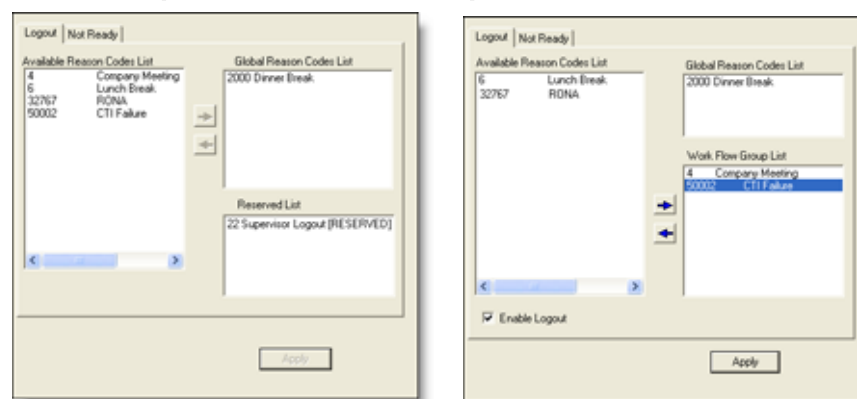 Logout Not Ready
Available Reason Codes List
4 Company Meeting
6 Lunch Break
32767 RONA
50002 CTI Failure
Global Reason Codes List
2000 Dinner Break
Reserved List
22 Supervisor Logout [RESERVED]
Apply
Logout Not Ready
Available Reason Codes List
6 Lunch Break
32767 RONA
Global Reason Codes List
2000 Dinner Break
Work Flow Group List
4 Company Meeting
50002 CTI Failure
Enable Logout
Apply